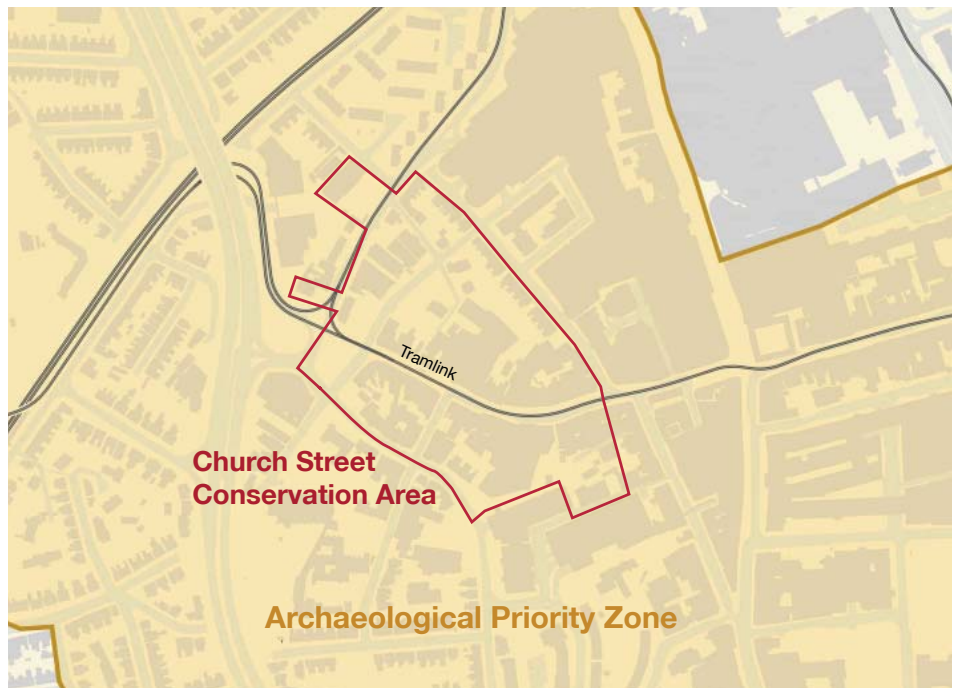 Tramlink
Church Street
Conservation Area
Archaeological Priority Zone